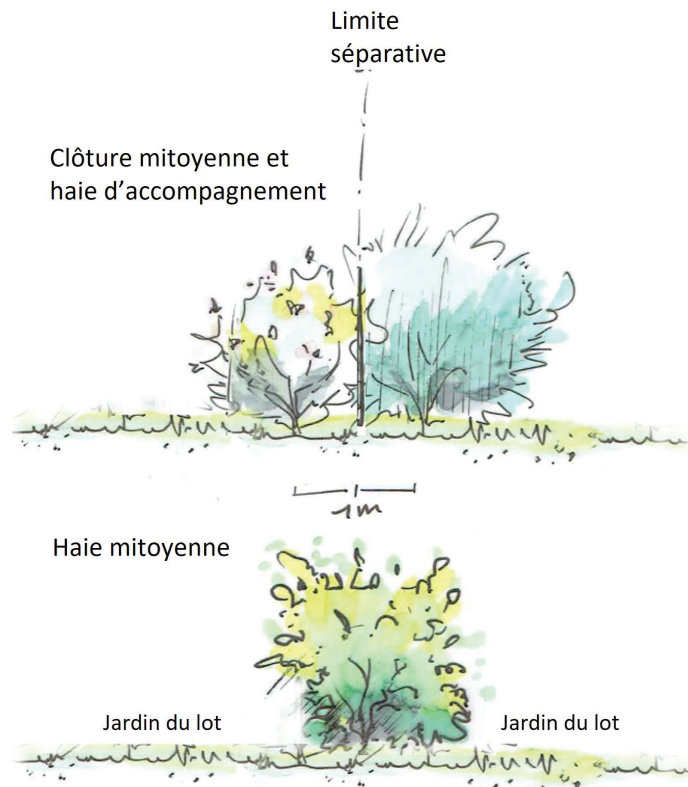 Limite
séparative
Clôture mitoyenne et
haie d'accompagnement
1m
Haie mitoyenne
Jardin du lot
Jardin du lot